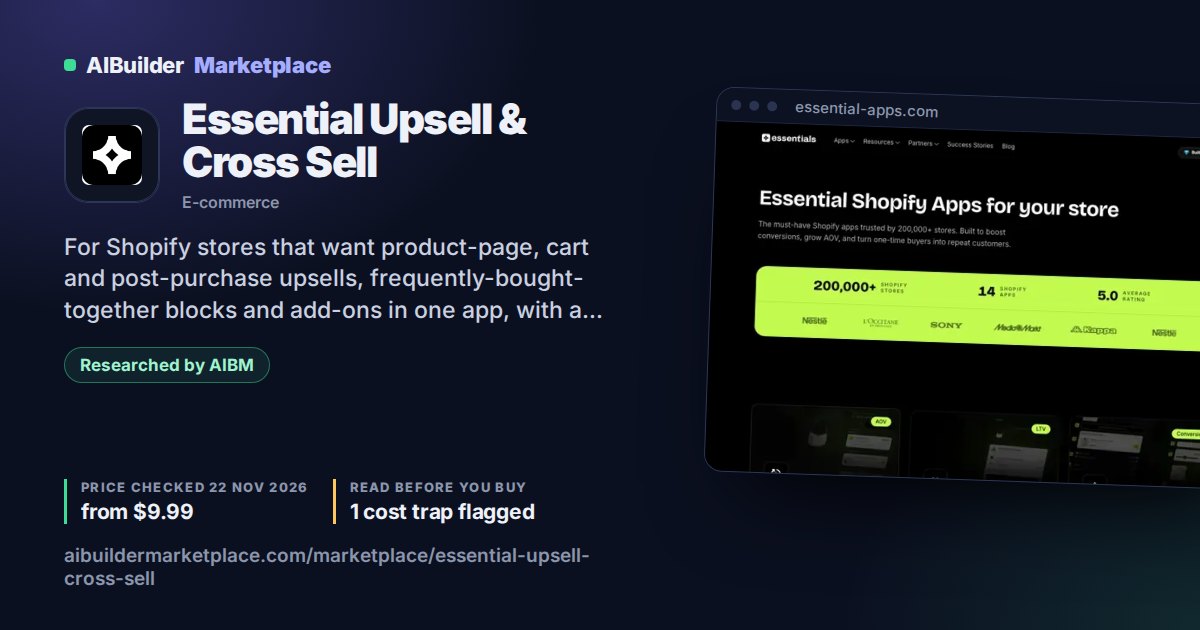 AIBuilder Marketplace
Essential Upsell &
Cross Sell
E-commerce
For Shopify stores that want product-page, cart
and post-purchase upsells, frequently-bought-
together blocks and add-ons in one app, with a...
Researched by AIBM
PRICE CHECKED 22 NOV 2026
from $9.99
READ BEFORE YOU BUY
1 cost trap flagged
aibuildermarketplace.com/marketplace/essential-upsell-
cross-sell
essential-apps.com
essentials
Apps Resources Partners Success Stories Blog
Essential Shopify Apps for your store
The must-have Shopify apps trusted by 200,000+ stores. Built to boost
conversions, grow AOV, and turn one-time buyers into repeat customers.
200,000+ SHOPIFY STORES
14 SHOPIFY APPS
5.0 AVERAGE RATING
Nestlé L'OCCITANE SONY MediaMarkt Kappa Nestlé
AOV
LTV